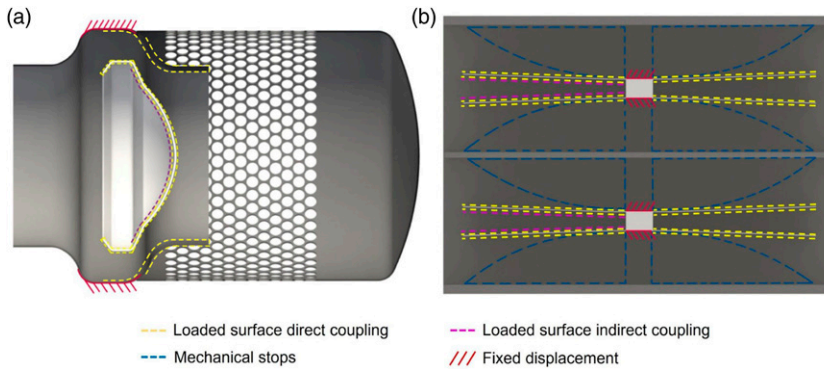 (a)
(b)
Loaded surface direct coupling
Mechanical stops
Loaded surface indirect coupling
Fixed displacement